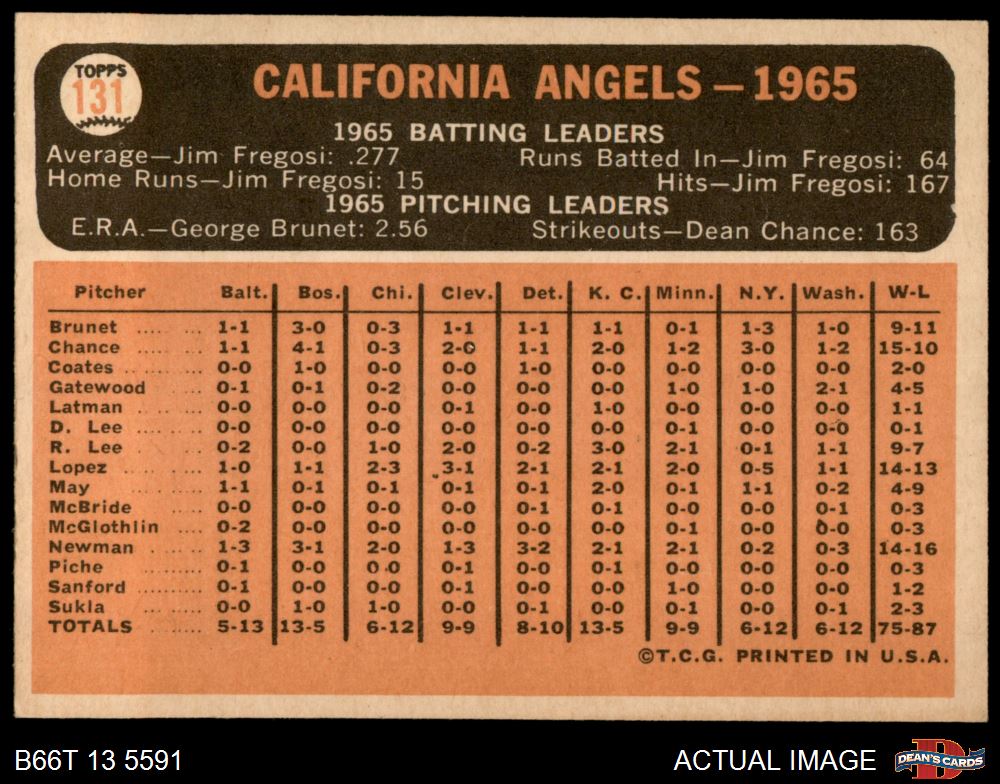 TOPPS
131
CALIFORNIA ANGELS – 1965
1965 BATTING LEADERS
Average—Jim Fregosi: .277 Runs Batted In—Jim Fregosi: 64
Home Runs—Jim Fregosi: 15 Hits—Jim Fregosi: 167
1965 PITCHING LEADERS
E.R.A.—George Brunet: 2.56 Strikeouts—Dean Chance: 163
Pitcher Balt. Bos. Chi. Clev. Det. K. C. Minn. N.Y. Wash. W-L
Brunet ..... ... 1-1 3-0 0-3 1-1 1-1 1-1 0-1 1-3 1-0 9-11
Chance ..... ... 1-1 4-1 0-3 2-0 1-1 2-0 1-2 3-0 1-2 15-10
Coates .. ...... ... 0-0 1-0 0-0 0-0 1-0 0-0 0-0 0-0 0-0 2-0
Gatewood .... 0-1 0-1 0-2 0-0 0-0 0-0 1-0 1-0 2-1 4-5
Latman .. . .. ... 0-0 0-0 0-0 0-1 0-0 1-0 0-0 0-0 0-0 1-1
D. Lee .... .. ... 0-0 0-0 0-0 0-0 0-0 0-0 0-1 0-0 0-0 0-1
R. Lee ... .. ... 0-2 0-0 1-0 2-0 0-2 3-0 2-1 0-1 1-1 9-7
Lopez .... ... 1-0 1-1 2-3 3-1 2-1 2-1 2-0 0-5 1-1 14-13
May ...... .... 1-1 0-1 0-1 0-1 0-1 2-0 0-1 1-1 0-2 4-9
McBride .... 0-0 0-0 0-0 0-0 0-1 0-1 0-0 0-0 0-1 0-3
McGlothlin .... 0-2 0-0 0-0 0-0 0-0 0-0 0-1 0-0 0-0 0-3
Newman . ..... 1-3 3-1 2-0 1-3 3-2 2-1 2-1 0-2 0-3 14-16
Piche ......... 0-1 0-0 0-0 0-1 0-0 0-1 0-0 0-0 0-0 0-3
Sanford ........ 0-1 0-0 0-0 0-1 0-0 0-0 1-0 0-0 0-0 1-2
Sukla ... ..... 0-0 1-0 1-0 0-0 0-1 0-0 0-1 0-0 0-1 2-3
TOTALS ........ 5-13 13-5 6-12 9-9 8-10 13-5 9-9 6-12 6-12 75-87
©T.C.G. PRINTED IN U.S.A.
B66T 13 5591 ACTUAL IMAGE
DEAN'S CARDS